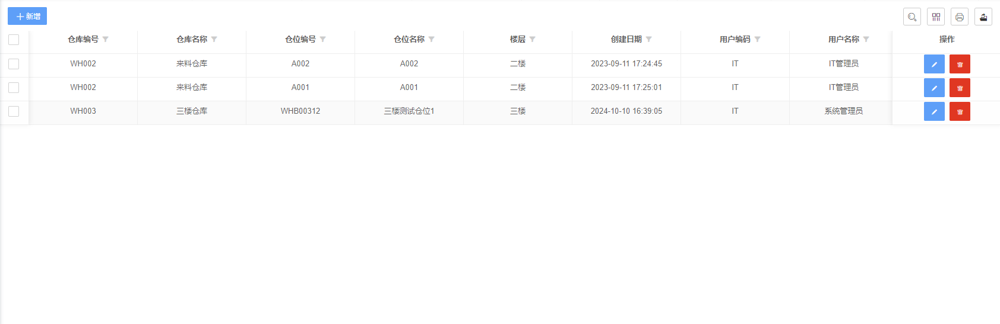 新增
仓库编号 仓库名称 仓位编号 仓位名称 楼层 创建日期 用户编码 用户名称 操作
WH002 来料仓库 A002 A002 二楼 2023-09-11 17:24:45 IT IT管理员
WH002 来料仓库 A001 A001 二楼 2023-09-11 17:25:01 IT IT管理员
WH003 三楼仓库 WHB00312 三楼测试仓位1 三楼 2024-10-10 16:39:05 IT 系统管理员